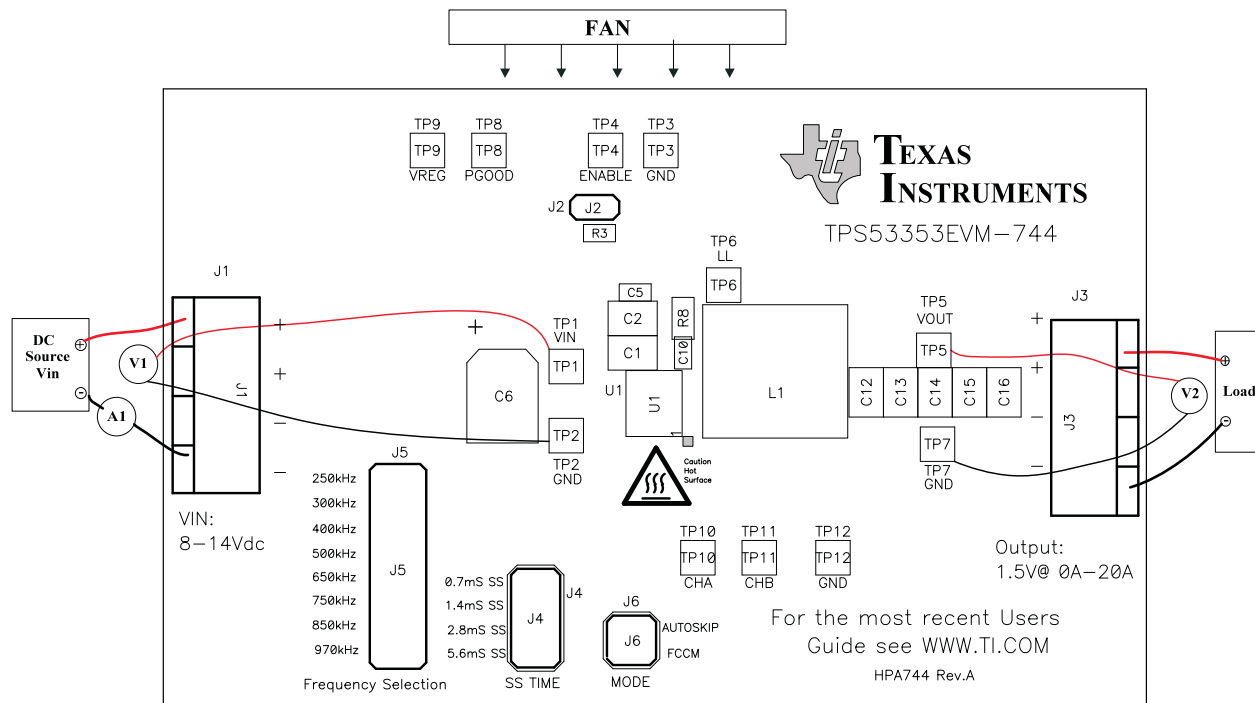 FAN
TP9 TP8 TP4 TP3
TP9 TP8 TP4 TP3
VREG PGOOD ENABLE GND
TEXAS
INSTRUMENTS
TPS53353EVM-744
J2 J2
R3
TP6
LL
TP6
J1
DC
Source
Vin
+
-
V1
A1
J1
+
+
-
-
VIN:
8-14Vdc
+
C6
TP1
VIN
TP1
TP2
TP2
GND
C5
C2
C1
R8
C10
U1
U1
1
L1
Caution
Hot
Surface
TP5
VOUT
TP5
C12 C13 C14 C15 C16
TP7
TP7
GND
J3
+
+
-
-
J3
V2
+
-
Load
Output:
1.5V@ 0A-20A
J5
250kHz
300kHz
400kHz
500kHz
650kHz
750kHz
850kHz
970kHz
J5
Frequency Selection
0.7mS SS
1.4mS SS
2.8mS SS
5.6mS SS
J4
J4
SS TIME
J6
J6
AUTOSKIP
FCCM
MODE
TP10 TP11 TP12
TP10 TP11 TP12
CHA CHB GND
For the most recent Users
Guide see WWW.TI.COM
HPA744 Rev.A